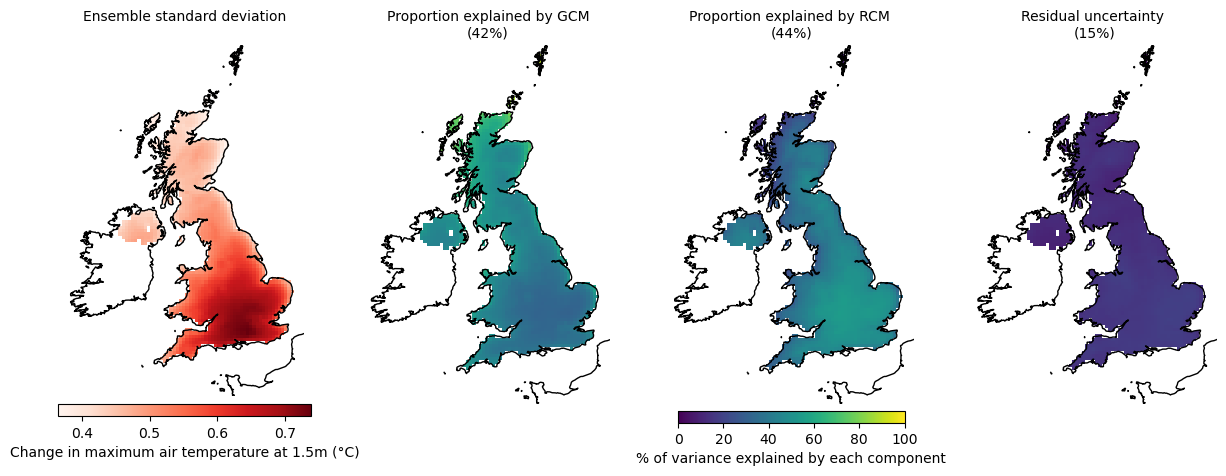 Ensemble standard deviation
Proportion explained by GCM
(42%)
Proportion explained by RCM
(44%)
Residual uncertainty
(15%)
0.4 0.5 0.6 0.7
Change in maximum air temperature at 1.5m (°C)
0 20 40 60 80 100
% of variance explained by each component